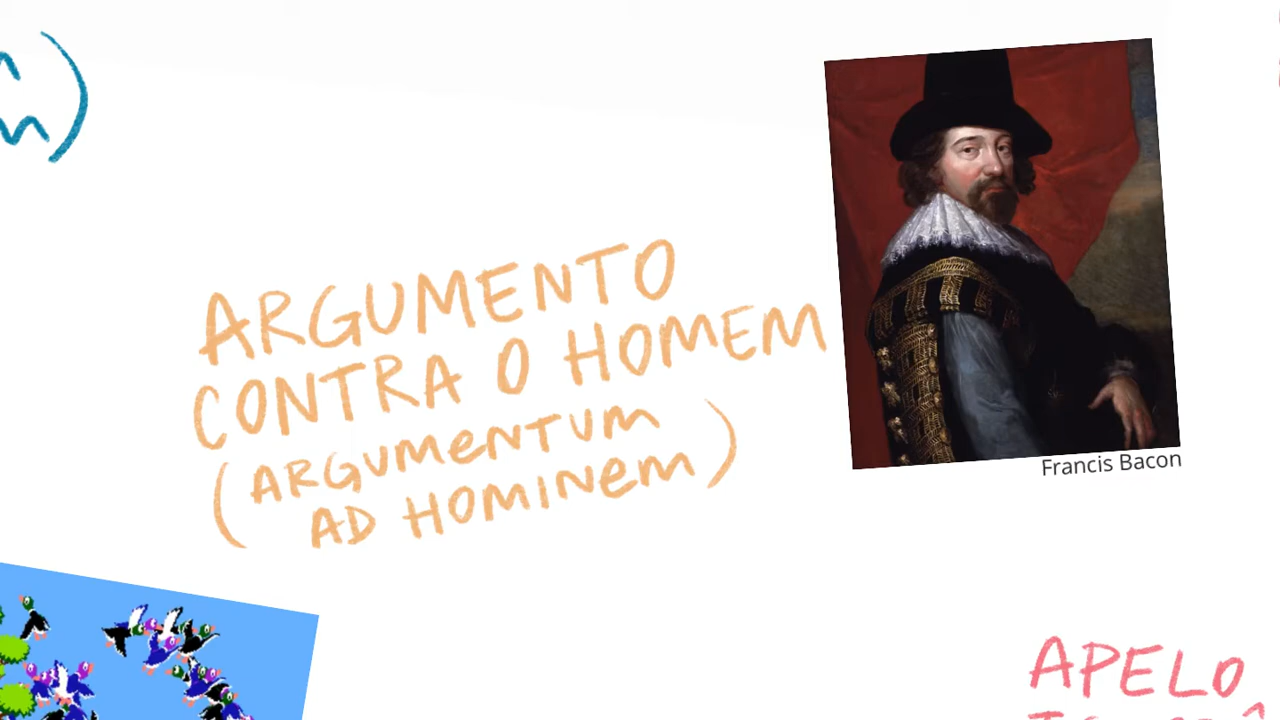 ARGUMENTO
CONTRA O HOMEM
(ARGUMENTUM
AD HOMINEM)
Francis Bacon
APELO